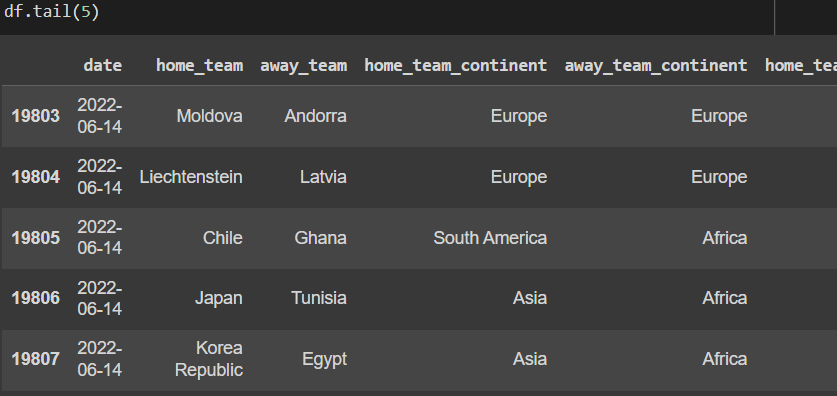 df.tail(5)
date home_team away_team home_team_continent away_team_continent home_tea
19803 2022-06-14 Moldova Andorra Europe Europe
19804 2022-06-14 Liechtenstein Latvia Europe Europe
19805 2022-06-14 Chile Ghana South America Africa
19806 2022-06-14 Japan Tunisia Asia Africa
19807 2022-06-14 Korea Republic Egypt Asia Africa